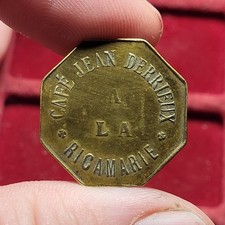 CAFÉ JEAN DERRIEUX
A
LA
RICAMARIE